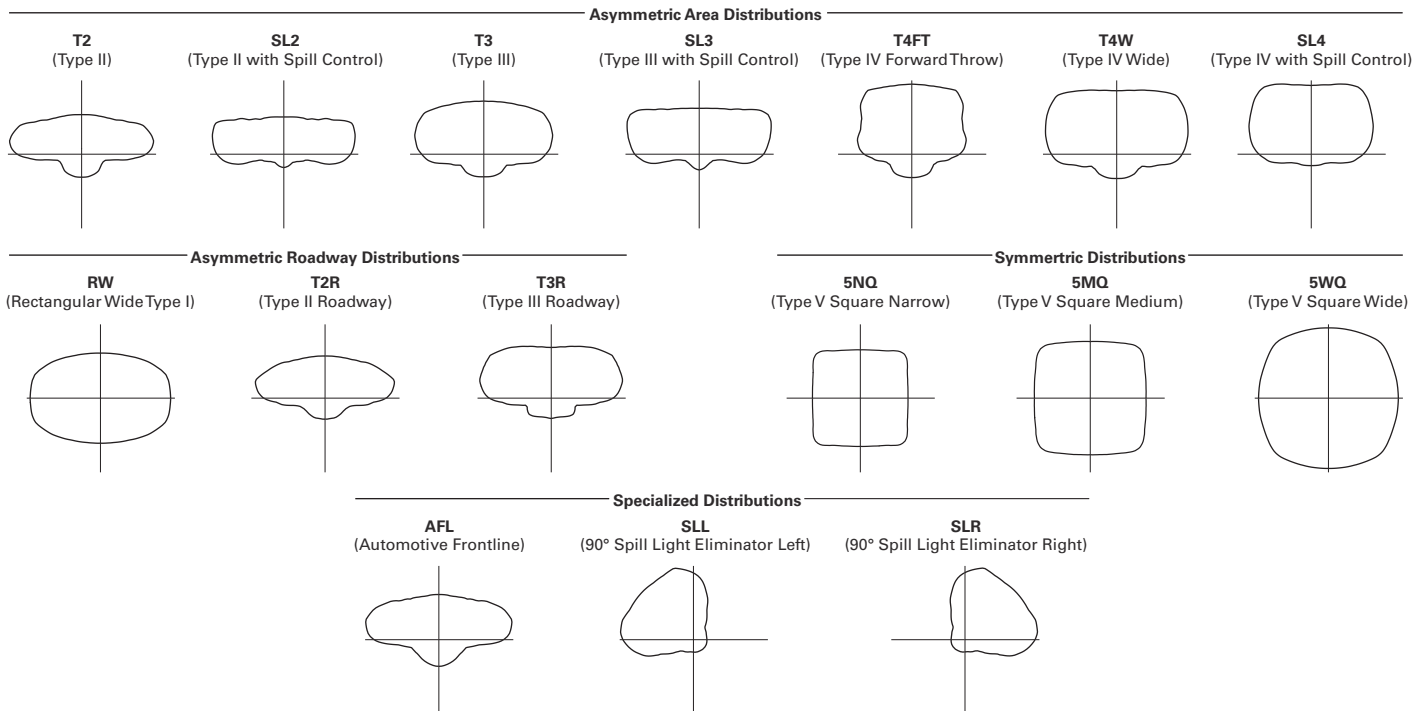 Asymmetric Area Distributions
T2
(Type II)
SL2
(Type II with Spill Control)
T3
(Type III)
SL3
(Type III with Spill Control)
T4FT
(Type IV Forward Throw)
T4W
(Type IV Wide)
SL4
(Type IV with Spill Control)
Asymmetric Roadway Distributions
RW
(Rectangular Wide Type I)
T2R
(Type II Roadway)
T3R
(Type III Roadway)
Symmertric Distributions
5NQ
(Type V Square Narrow)
5MQ
(Type V Square Medium)
5WQ
(Type V Square Wide)
Specialized Distributions
AFL
(Automotive Frontline)
SLL
(90° Spill Light Eliminator Left)
SLR
(90° Spill Light Eliminator Right)